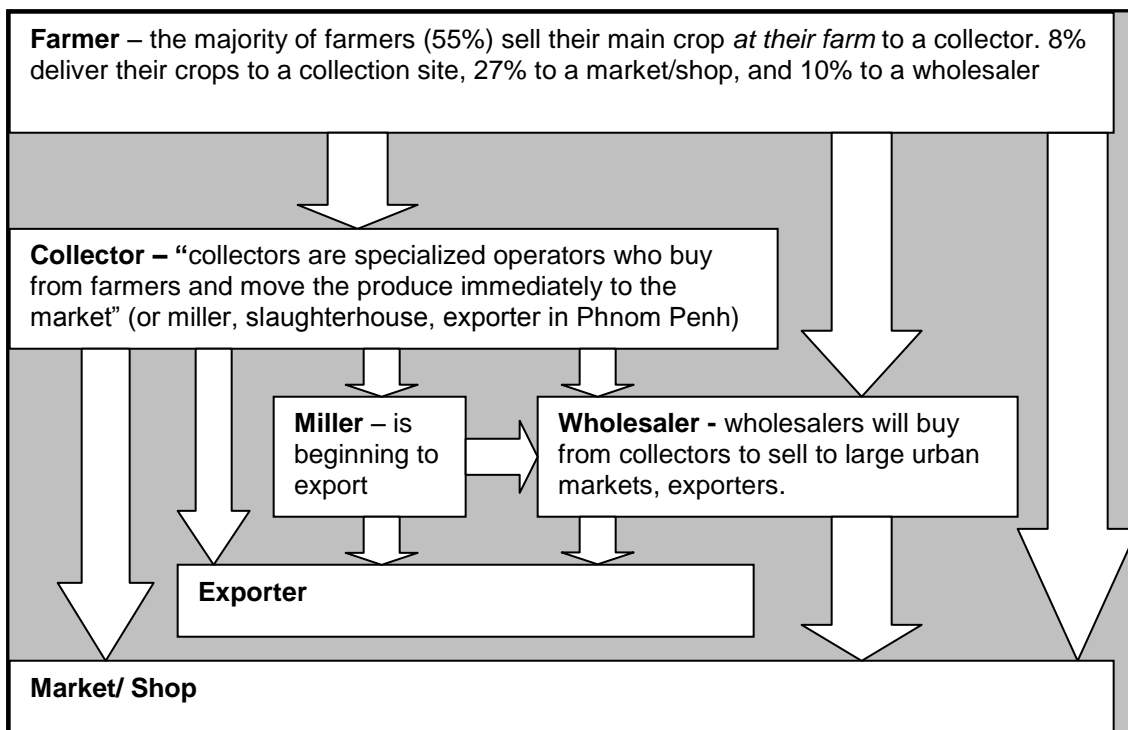 Farmer – the majority of farmers (55%) sell their main crop at their farm to a collector. 8%
deliver their crops to a collection site, 27% to a market/shop, and 10% to a wholesaler
Collector – “collectors are specialized operators who buy
from farmers and move the produce immediately to the
market” (or miller, slaughterhouse, exporter in Phnom Penh)
Miller – is
beginning to
export
Wholesaler - wholesalers will buy
from collectors to sell to large urban
markets, exporters.
Exporter
Market/ Shop